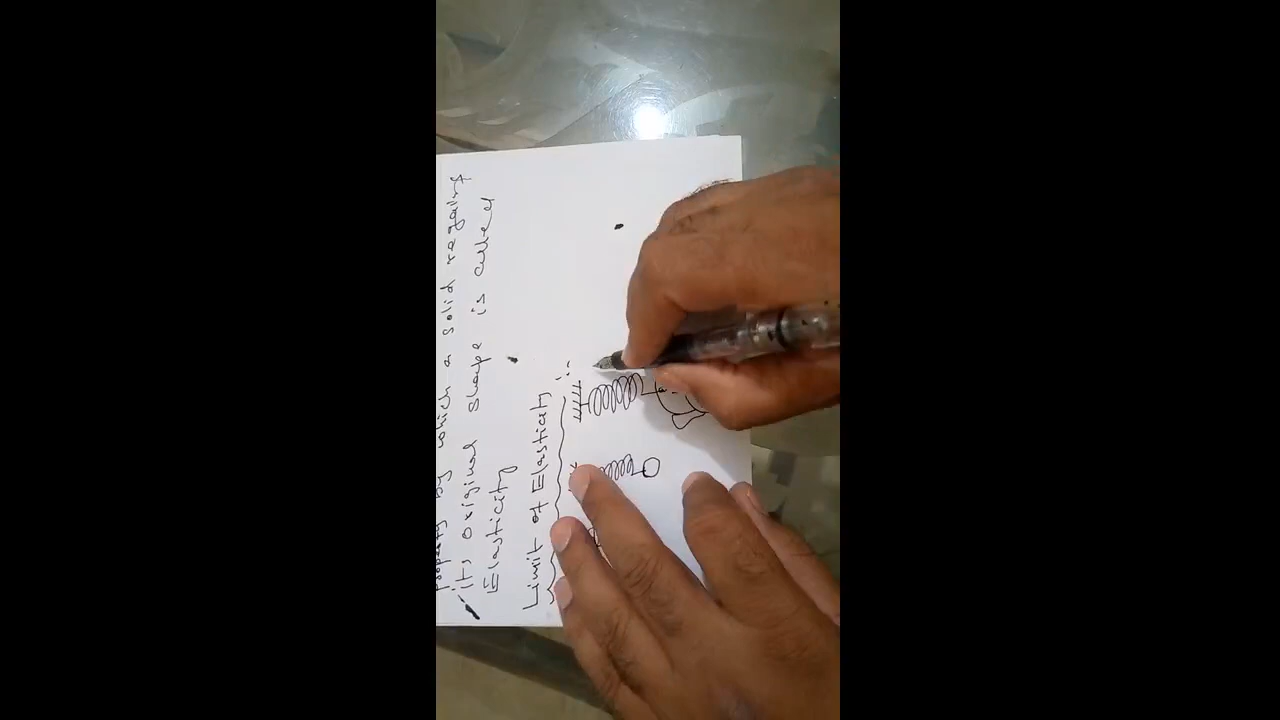 property by which a solid regains
its original shape is called
Elasticity
Limit of Elasticity :-